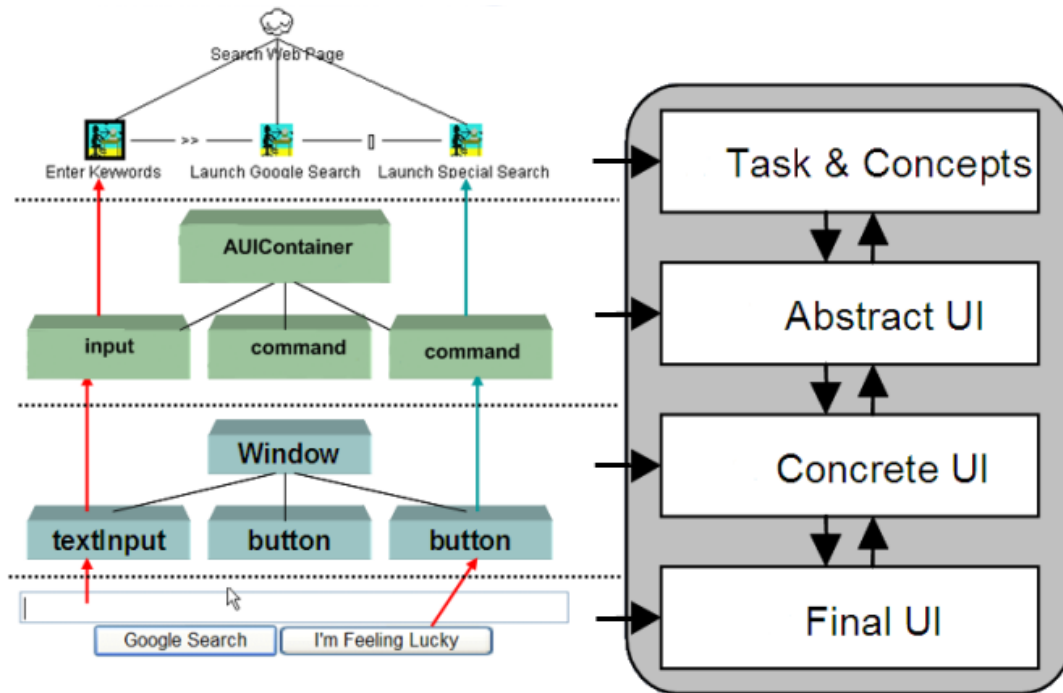 Search Web Page
>>
[]
Enter Keywords
Launch Google Search
Launch Special Search
Task & Concepts
AUIContainer
input
command
command
Abstract UI
Window
textInput
button
button
Concrete UI
Google Search
I'm Feeling Lucky
Final UI